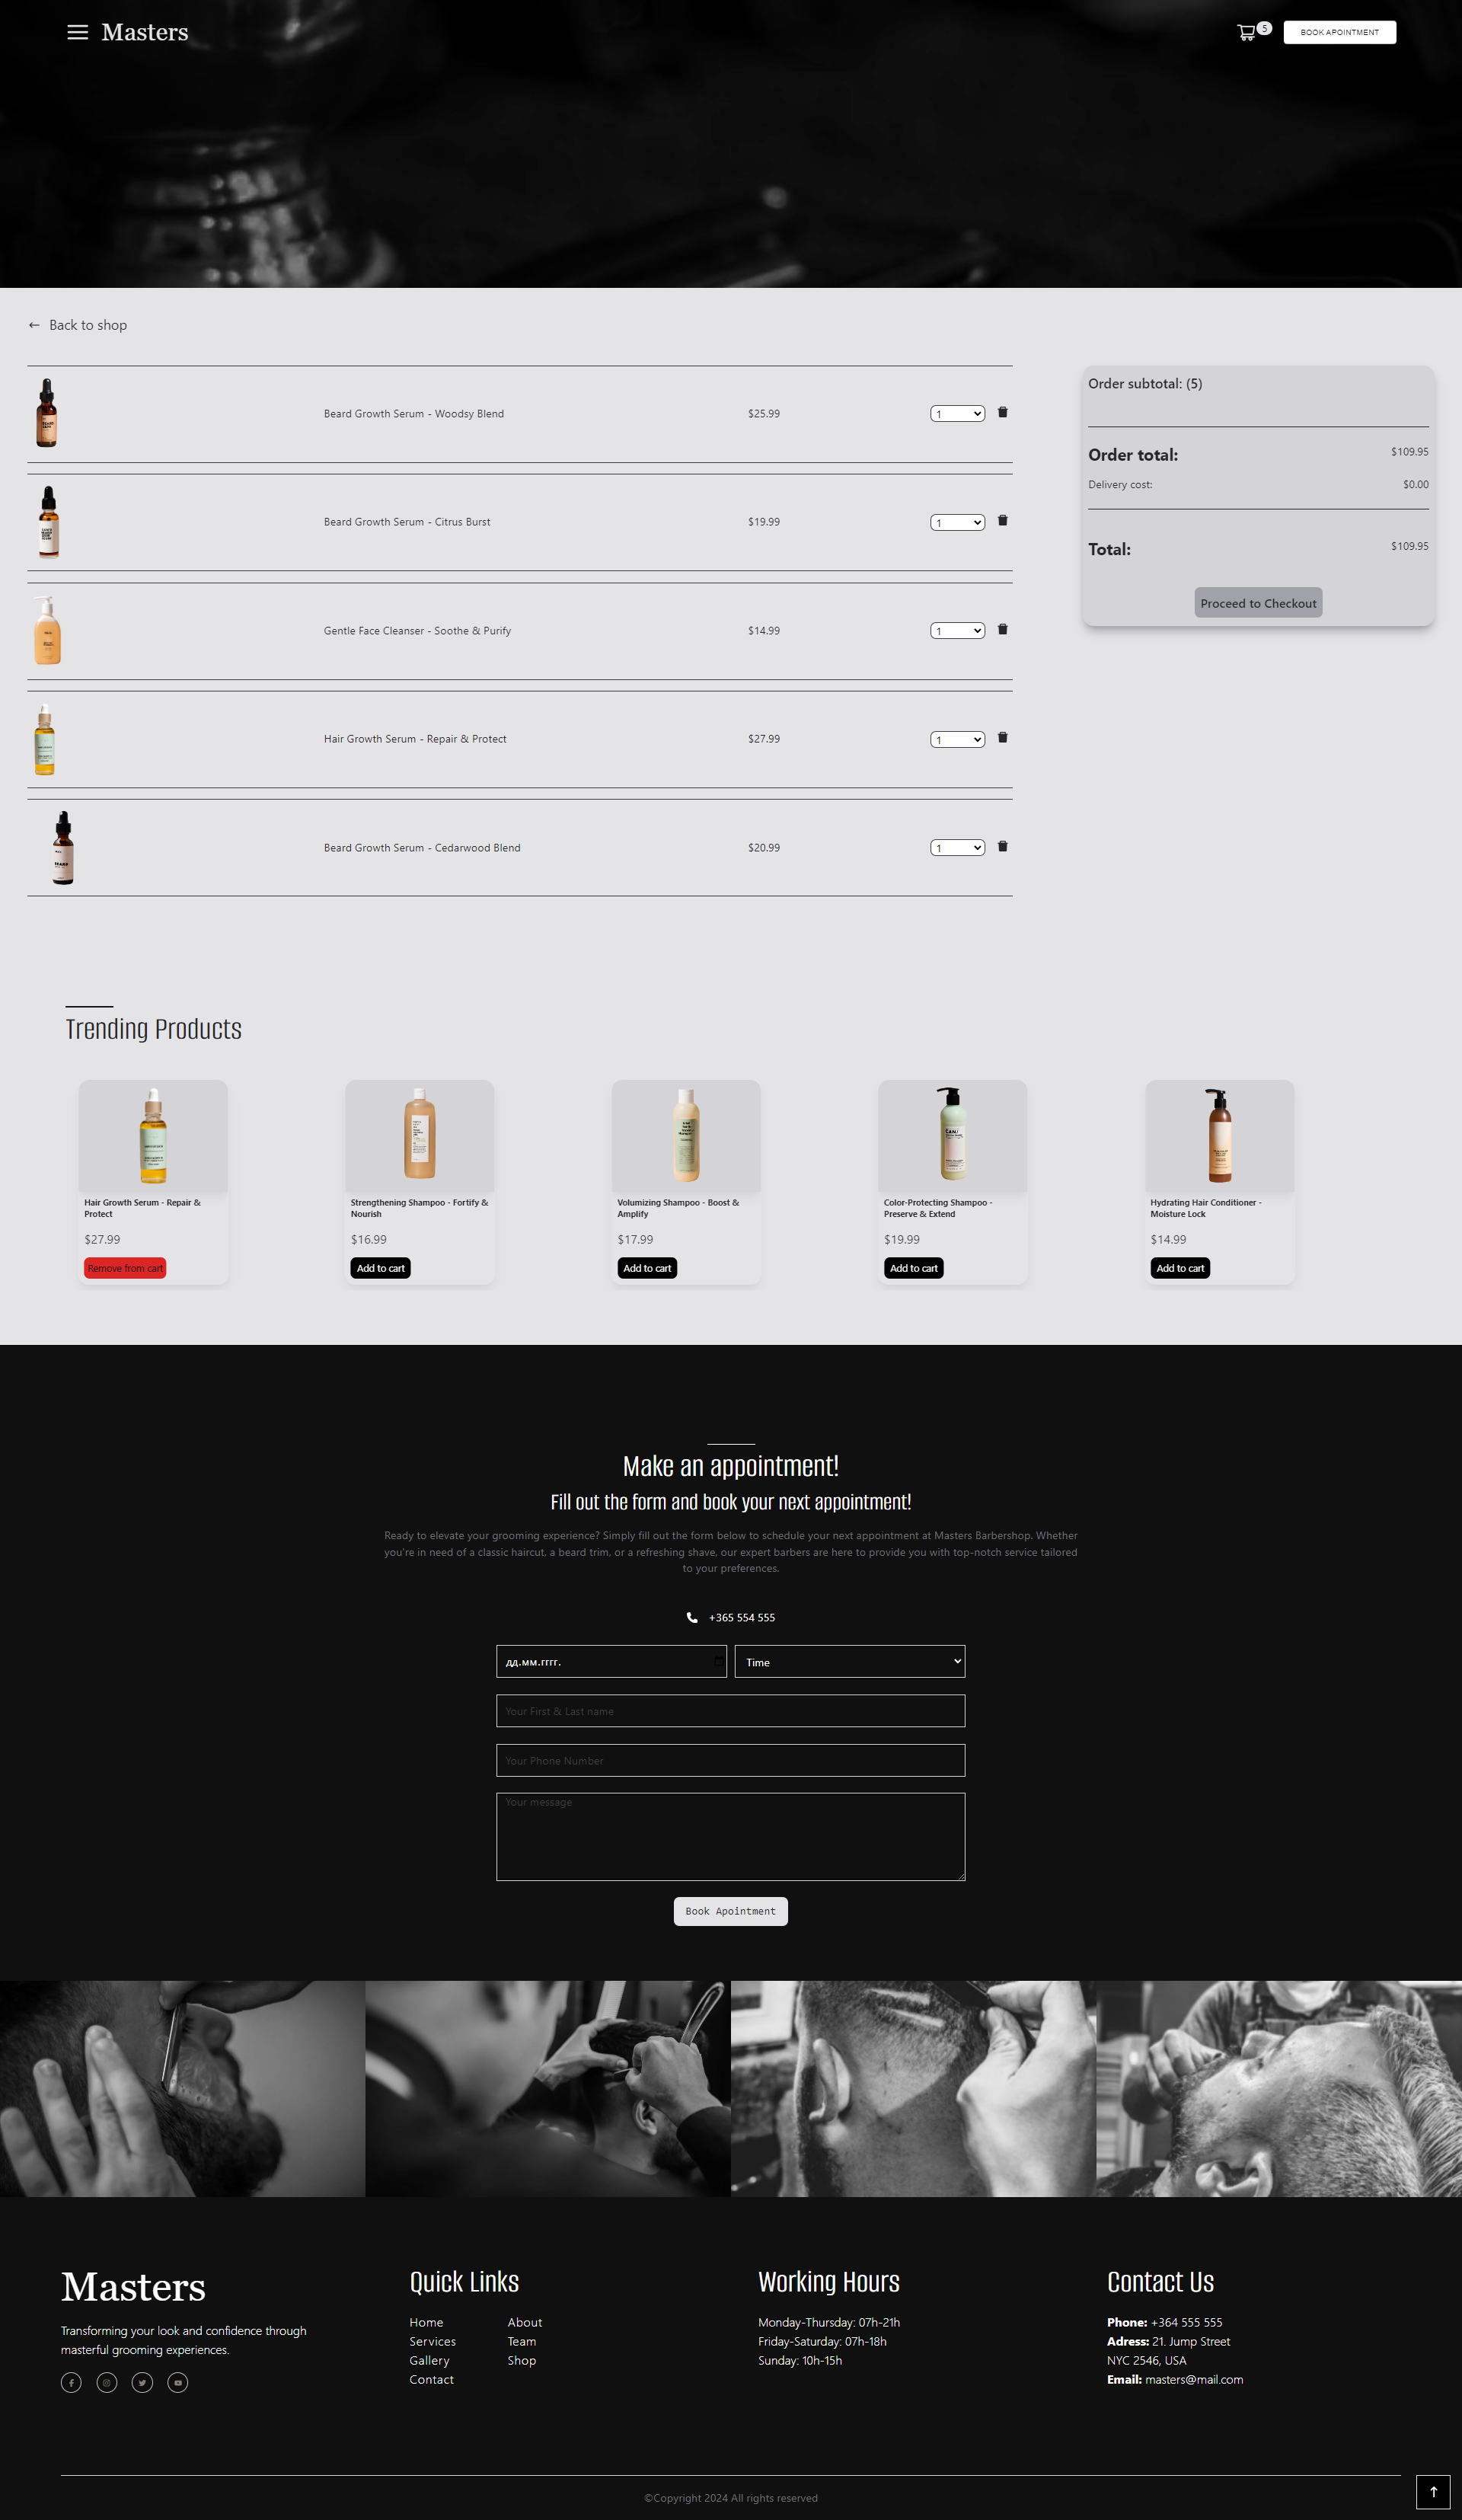 Masters
5
BOOK APOINTMENT
← Back to shop
Beard Growth Serum - Woodsy Blend
$25.99
1
Beard Growth Serum - Citrus Burst
$19.99
1
Gentle Face Cleanser - Soothe & Purify
$14.99
1
Hair Growth Serum - Repair & Protect
$27.99
1
Beard Growth Serum - Cedarwood Blend
$20.99
1
Order subtotal: (5)
Order total: $109.95
Delivery cost: $0.00
Total: $109.95
Proceed to Checkout
Trending Products
Hair Growth Serum - Repair &
Protect
$27.99
Remove from cart
Strengthening Shampoo - Fortify &
Nourish
$16.99
Add to cart
Volumizing Shampoo - Boost &
Amplify
$17.99
Add to cart
Color-Protecting Shampoo -
Preserve & Extend
$19.99
Add to cart
Hydrating Hair Conditioner -
Moisture Lock
$14.99
Add to cart
Make an appointment!
Fill out the form and book your next appointment!
Ready to elevate your grooming experience? Simply fill out the form below to schedule your next appointment at Masters Barbershop. Whether
you're in need of a classic haircut, a beard trim, or a refreshing shave, our expert barbers are here to provide you with top-notch service tailored
to your preferences.
+365 554 555
дд.мм.гггг.
Time
Your First & Last name
Your Phone Number
Your message
Book Apointment
Masters
Transforming your look and confidence through
masterful grooming experiences.
Quick Links
Home
About
Services
Team
Gallery
Shop
Contact
Working Hours
Monday-Thursday: 07h-21h
Friday-Saturday: 07h-18h
Sunday: 10h-15h
Contact Us
Phone: +364 555 555
Adress: 21. Jump Street
NYC 2546, USA
Email: masters@mail.com
©Copyright 2024 All rights reserved